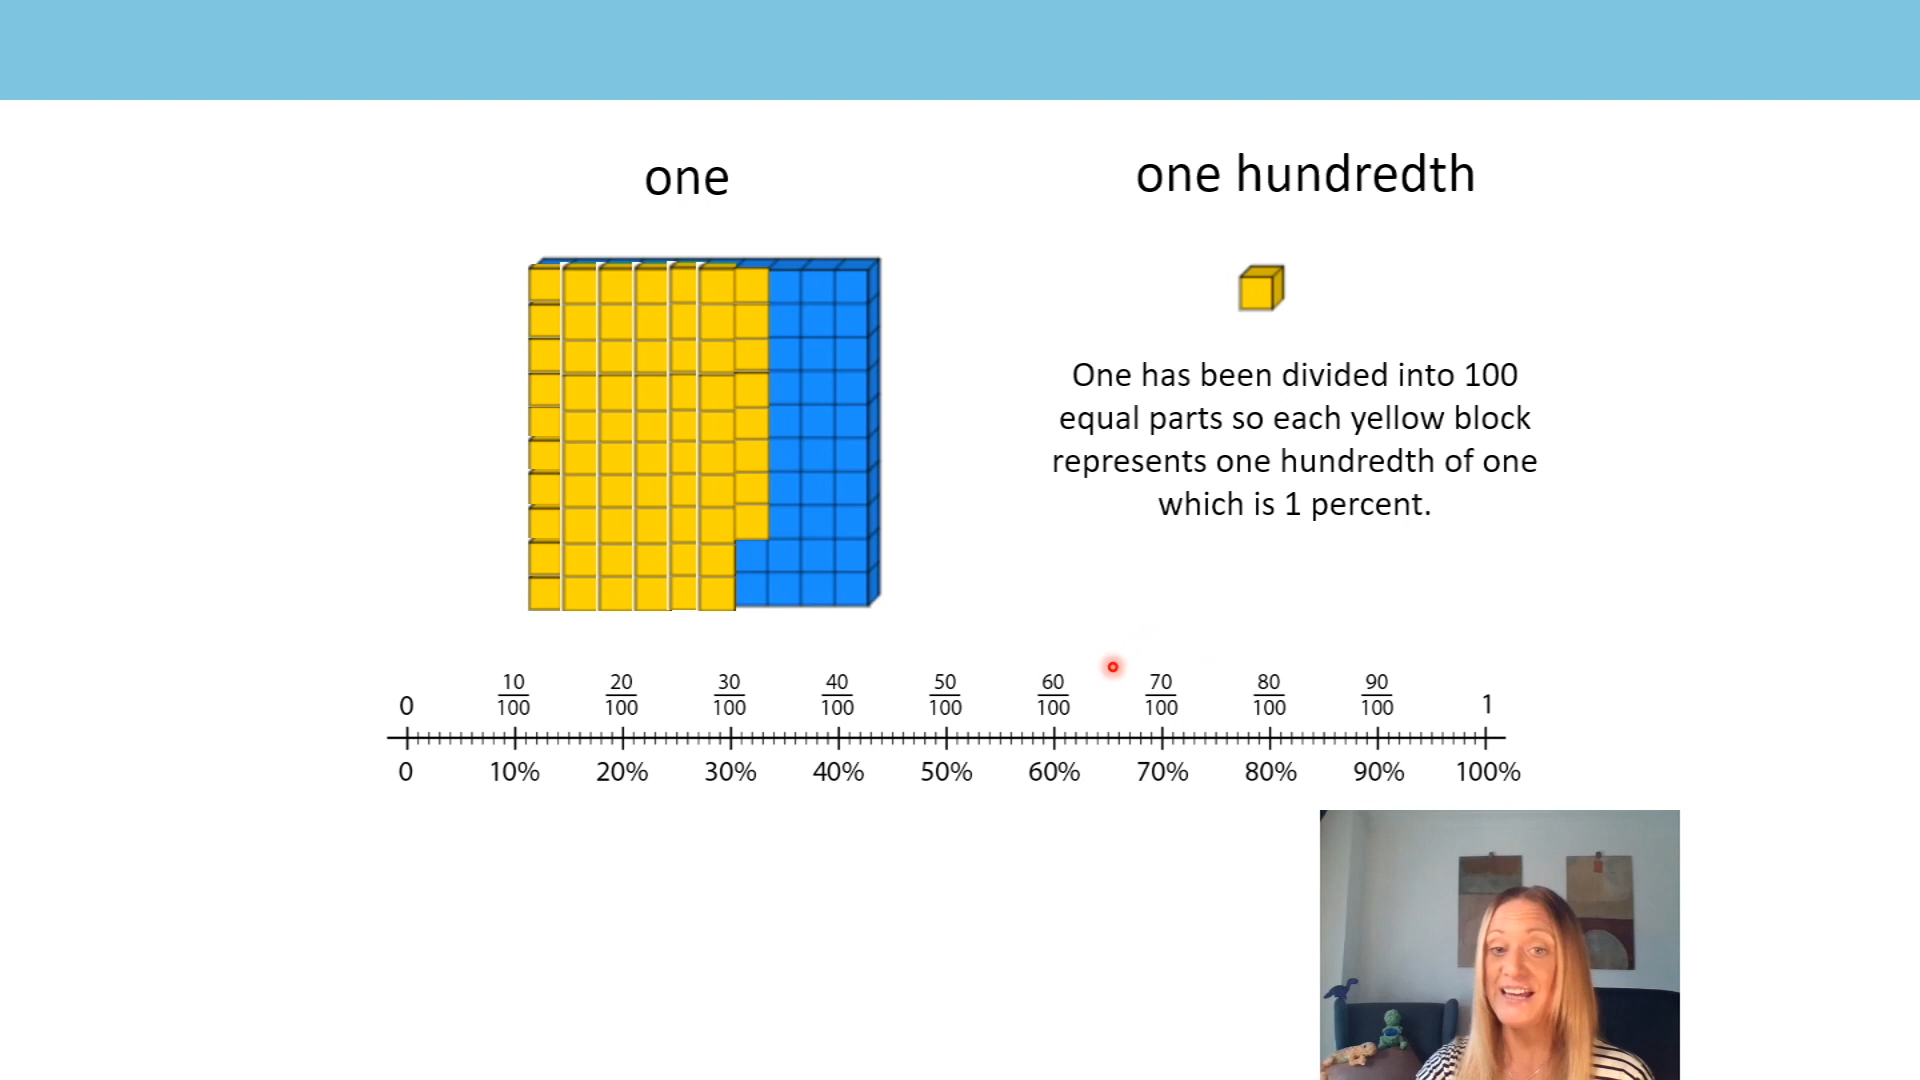 one
one hundredth
One has been divided into 100
equal parts so each yellow block
represents one hundredth of one
which is 1 percent.
0 10/100 20/100 30/100 40/100 50/100 60/100 70/100 80/100 90/100 1
0 10% 20% 30% 40% 50% 60% 70% 80% 90% 100%